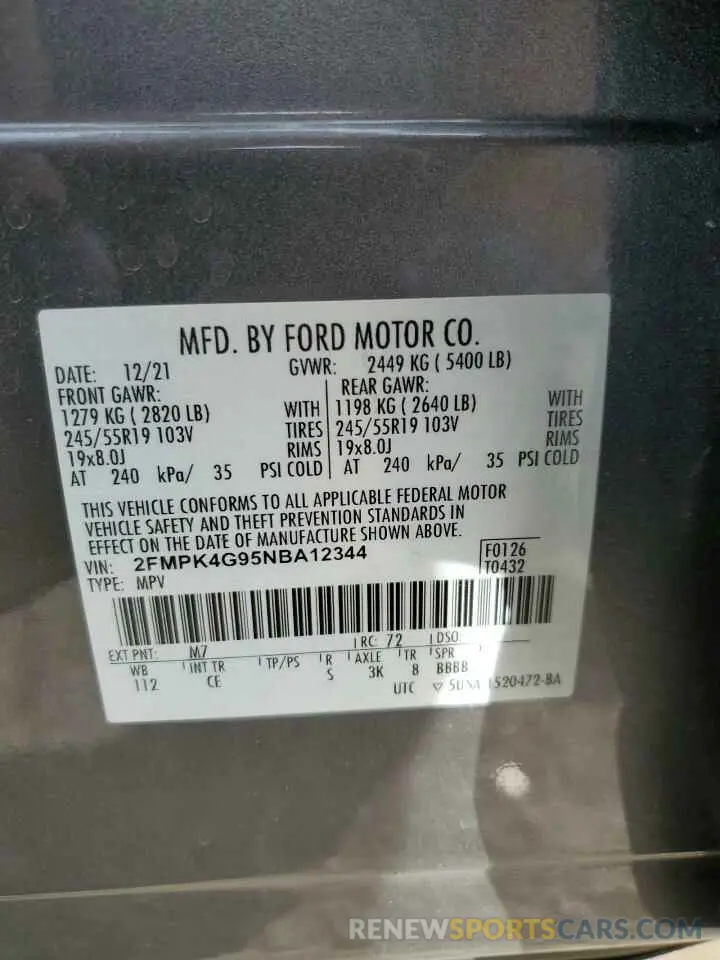 MFD. BY FORD MOTOR CO.
DATE: 12/21 GVWR: 2449 KG ( 5400 LB)
FRONT GAWR: REAR GAWR:
1279 KG ( 2820 LB) WITH 1198 KG ( 2640 LB) WITH
245/55R19 103V TIRES 245/55R19 103V TIRES
19x8.0J RIMS 19x8.0J RIMS
AT 240 kPa/ 35 PSI COLD AT 240 kPa/ 35 PSI COLD
THIS VEHICLE CONFORMS TO ALL APPLICABLE FEDERAL MOTOR
VEHICLE SAFETY AND THEFT PREVENTION STANDARDS IN
EFFECT ON THE DATE OF MANUFACTURE SHOWN ABOVE.
VIN: 2FMPK4G95NBA12344 F0126
TYPE: MPV T0432
EXT PNT: M7 RC: 72 DSO:
WB INT TR TP/PS R AXLE TR SPR
112 CE S 3K 8 BBBB
UTC 1520472-BA
RENEWSPORTSCARS.COM